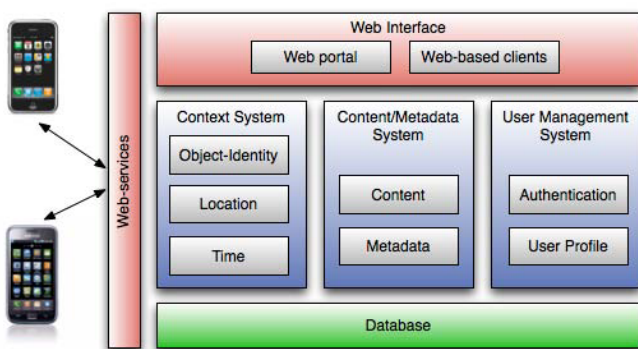 Web Interface
Web portal
Web-based clients
Web-services
Context System
Object-Identity
Location
Time
Content/Metadata
System
Content
Metadata
User Management
System
Authentication
User Profile
Database